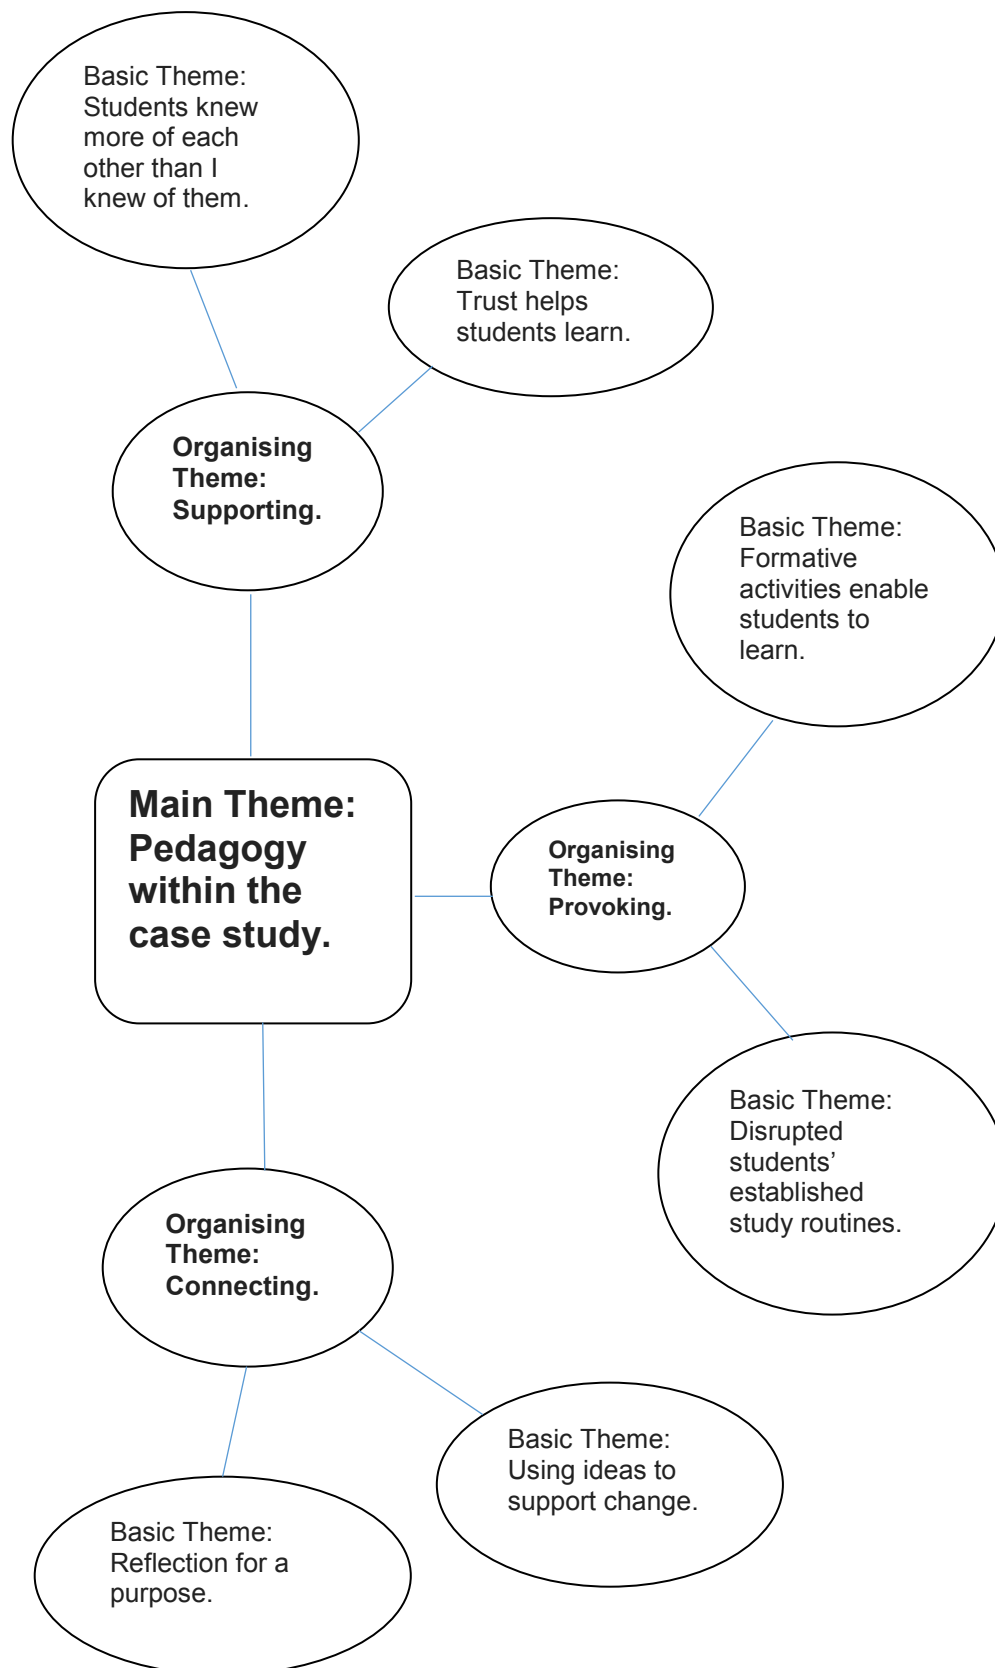 Basic Theme:
Students knew
more of each
other than I
knew of them.
Basic Theme:
Trust helps
students learn.
Organising
Theme:
Supporting.
Basic Theme:
Formative
activities enable
students to
learn.
Main Theme:
Pedagogy
within the
case study.
Organising
Theme:
Provoking.
Basic Theme:
Disrupted
students’
established
study routines.
Organising
Theme:
Connecting.
Basic Theme:
Using ideas to
support change.
Basic Theme:
Reflection for a
purpose.